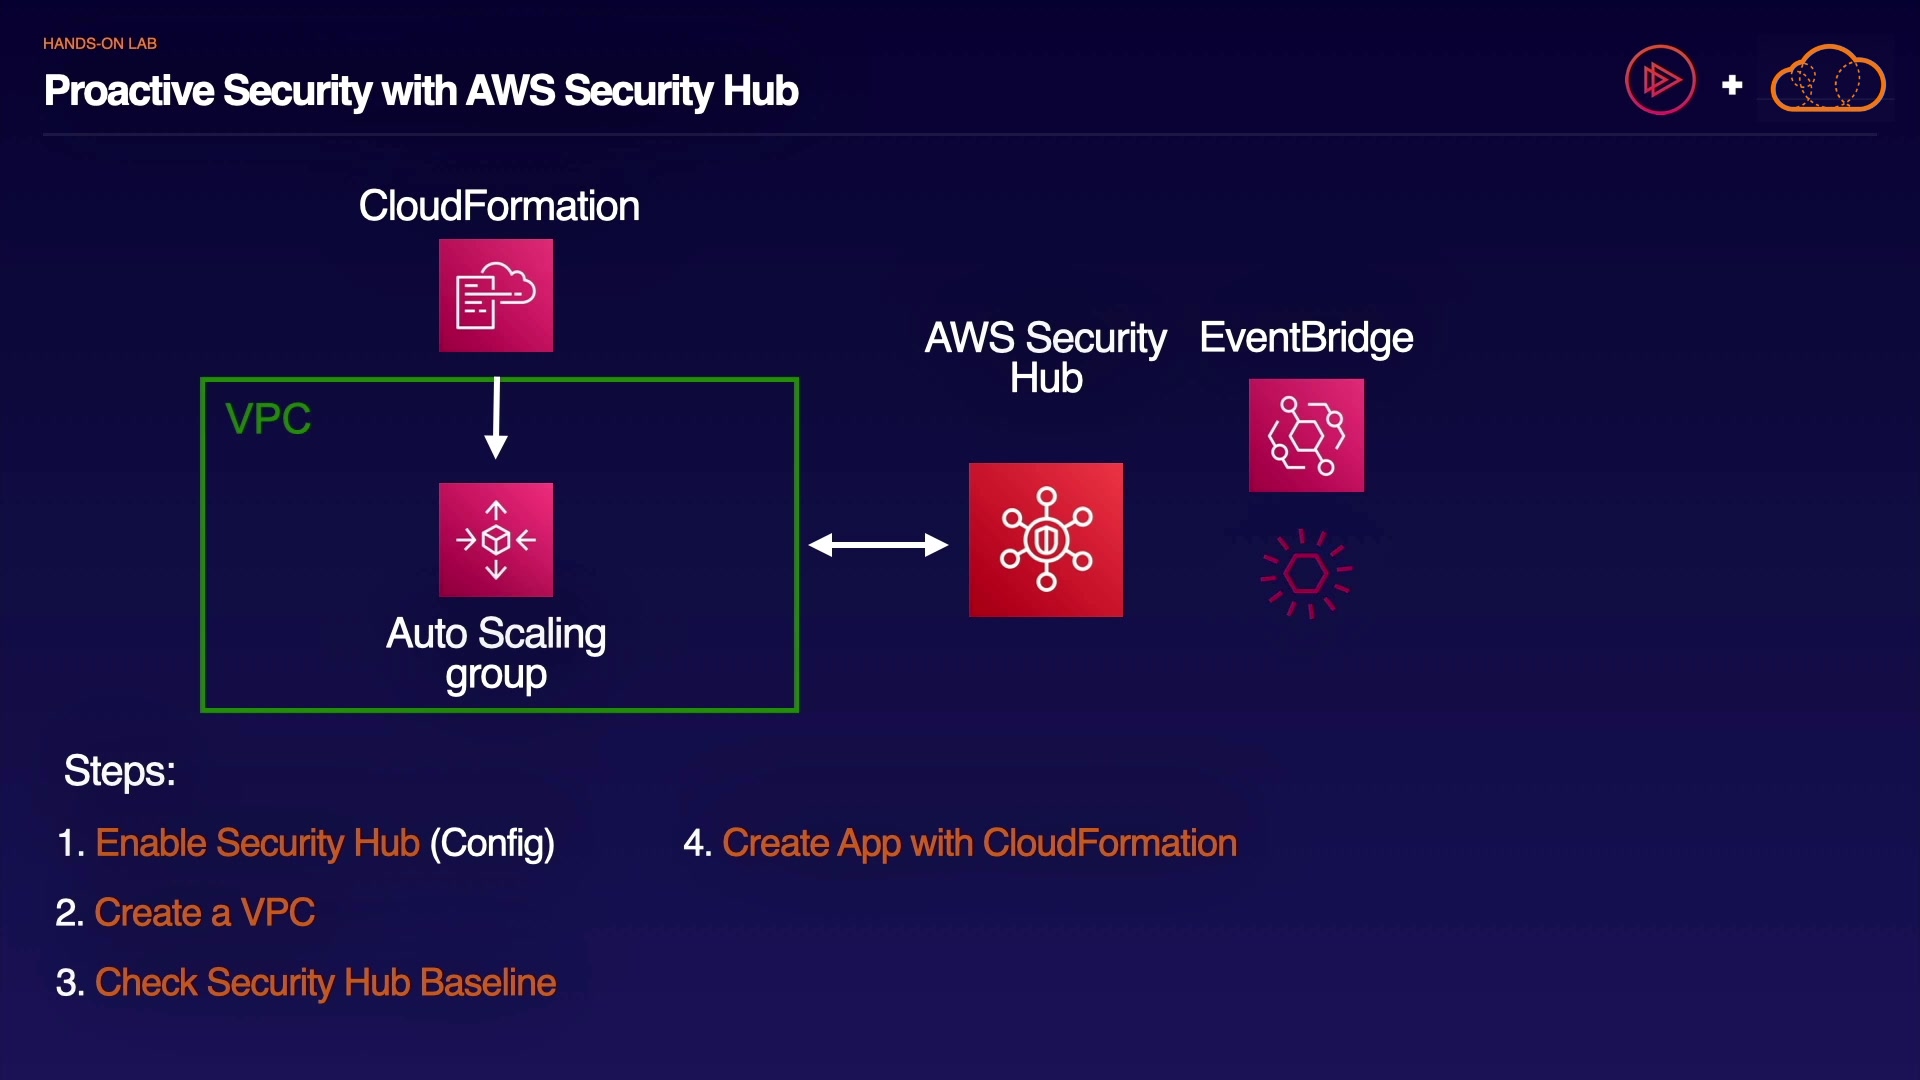 HANDS-ON LAB
Proactive Security with AWS Security Hub
CloudFormation
VPC
Auto Scaling
group
AWS Security
Hub
EventBridge
Steps:
1. Enable Security Hub (Config)
2. Create a VPC
3. Check Security Hub Baseline
4. Create App with CloudFormation